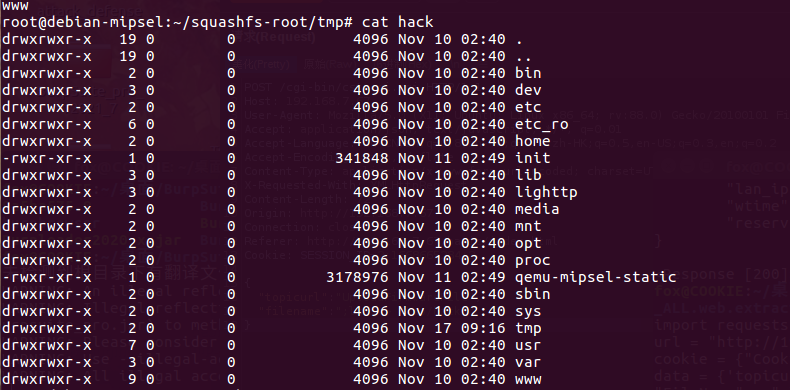 www
root@debian-mipsel:~/squashfs-root/tmp# cat hack
drwxrwxr-x 19 0 0 4096 Nov 10 02:40 .
drwxrwxr-x 19 0 0 4096 Nov 10 02:40 ..
drwxrwxr-x 2 0 0 4096 Nov 10 02:40 bin
drwxrwxr-x 3 0 0 4096 Nov 10 02:40 dev
drwxrwxr-x 2 0 0 4096 Nov 10 02:40 etc
drwxrwxr-x 6 0 0 4096 Nov 10 02:40 etc_ro
drwxrwxr-x 2 0 0 4096 Nov 10 02:40 home
-rwxr-xr-x 1 0 0 341848 Nov 11 02:49 init
drwxrwxr-x 3 0 0 4096 Nov 10 02:40 lib
drwxrwxr-x 3 0 0 4096 Nov 10 02:40 lighttp
drwxrwxr-x 2 0 0 4096 Nov 10 02:40 media
drwxrwxr-x 2 0 0 4096 Nov 10 02:40 mnt
drwxrwxr-x 2 0 0 4096 Nov 10 02:40 opt
drwxrwxr-x 2 0 0 4096 Nov 10 02:40 proc
-rwxr-xr-x 1 0 0 3178976 Nov 11 02:49 qemu-mipsel-static
drwxrwxr-x 2 0 0 4096 Nov 10 02:40 sbin
drwxrwxr-x 2 0 0 4096 Nov 10 02:40 sys
drwxrwxr-x 2 0 0 4096 Nov 17 09:16 tmp
drwxrwxr-x 7 0 0 4096 Nov 10 02:40 usr
drwxrwxr-x 3 0 0 4096 Nov 10 02:40 var
drwxrwxr-x 9 0 0 4096 Nov 10 02:40 www